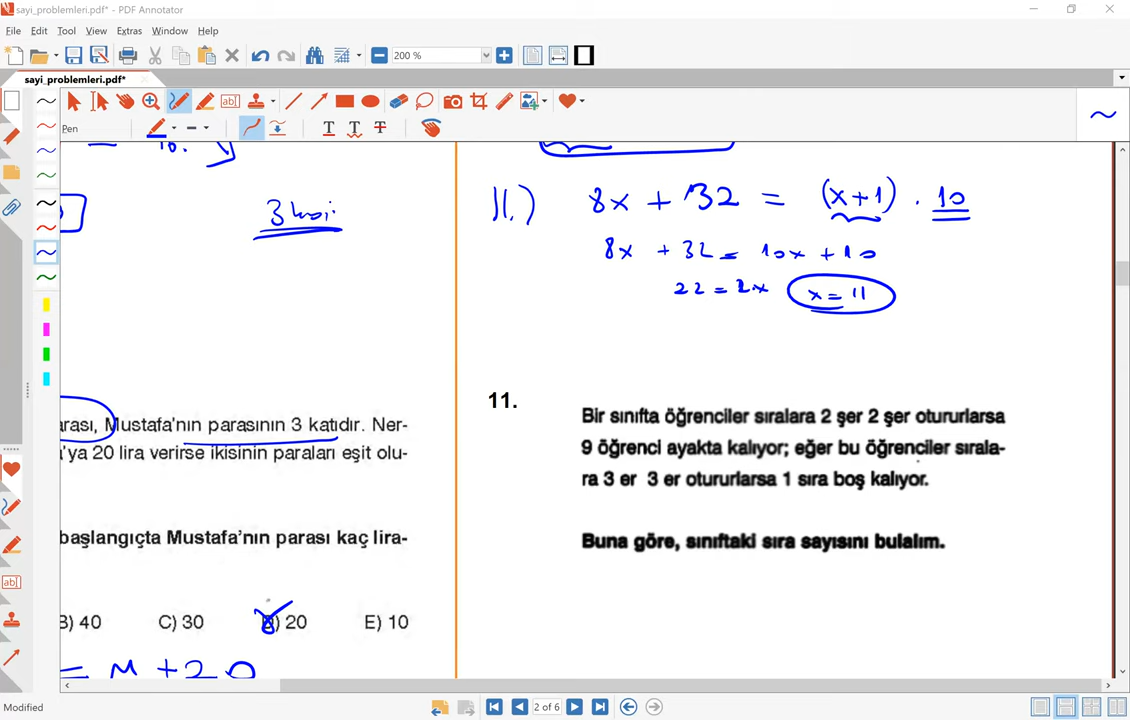 sayi_problemleri.pdf* - PDF Annotator
File Edit Tool View Extras Window Help
200 %
sayi_problemleri.pdf*
Pen
10.
3 kişi
11.) 8x + 32 = (x+1) . 10
8x + 32 = 10x + 10
22 = 2x x = 11
arası, Mustafa'nın parasının 3 katıdır. Ner-
'ya 20 lira verirse ikisinin paraları eşit olu-
başlangıçta Mustafa'nın parası kaç lira-
B) 40 C) 30 D) 20 E) 10
= M + 20
11.
Bir sınıfta öğrenciler sıralara 2 şer 2 şer otururlarsa
9 öğrenci ayakta kalıyor; eğer bu öğrenciler sırala-
ra 3 er 3 er otururlarsa 1 sıra boş kalıyor.
Buna göre, sınıftaki sıra sayısını bulalım.
Modified
2 of 6